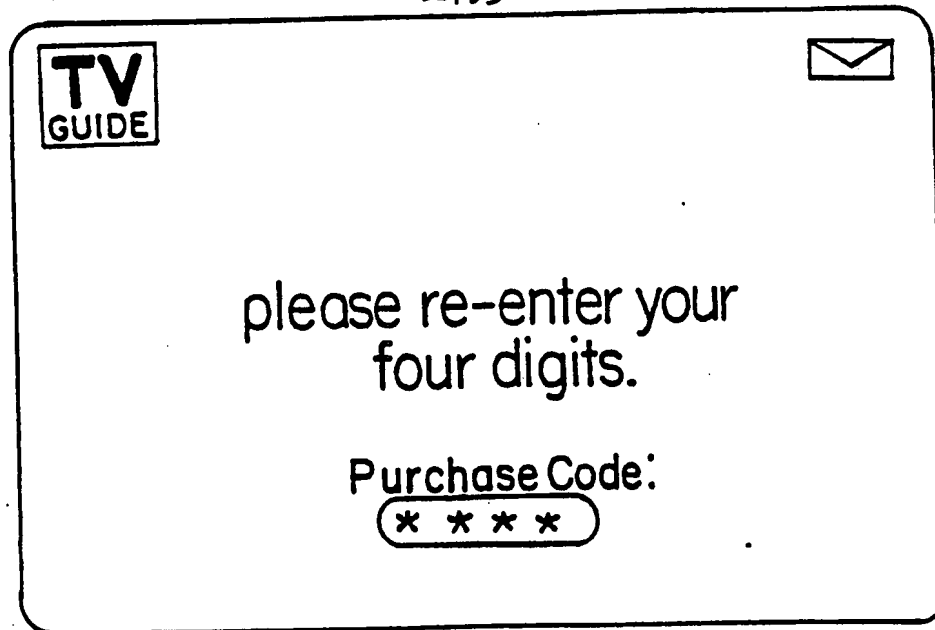 TV
GUIDE
please re-enter your
four digits.
Purchase Code:
* * * *